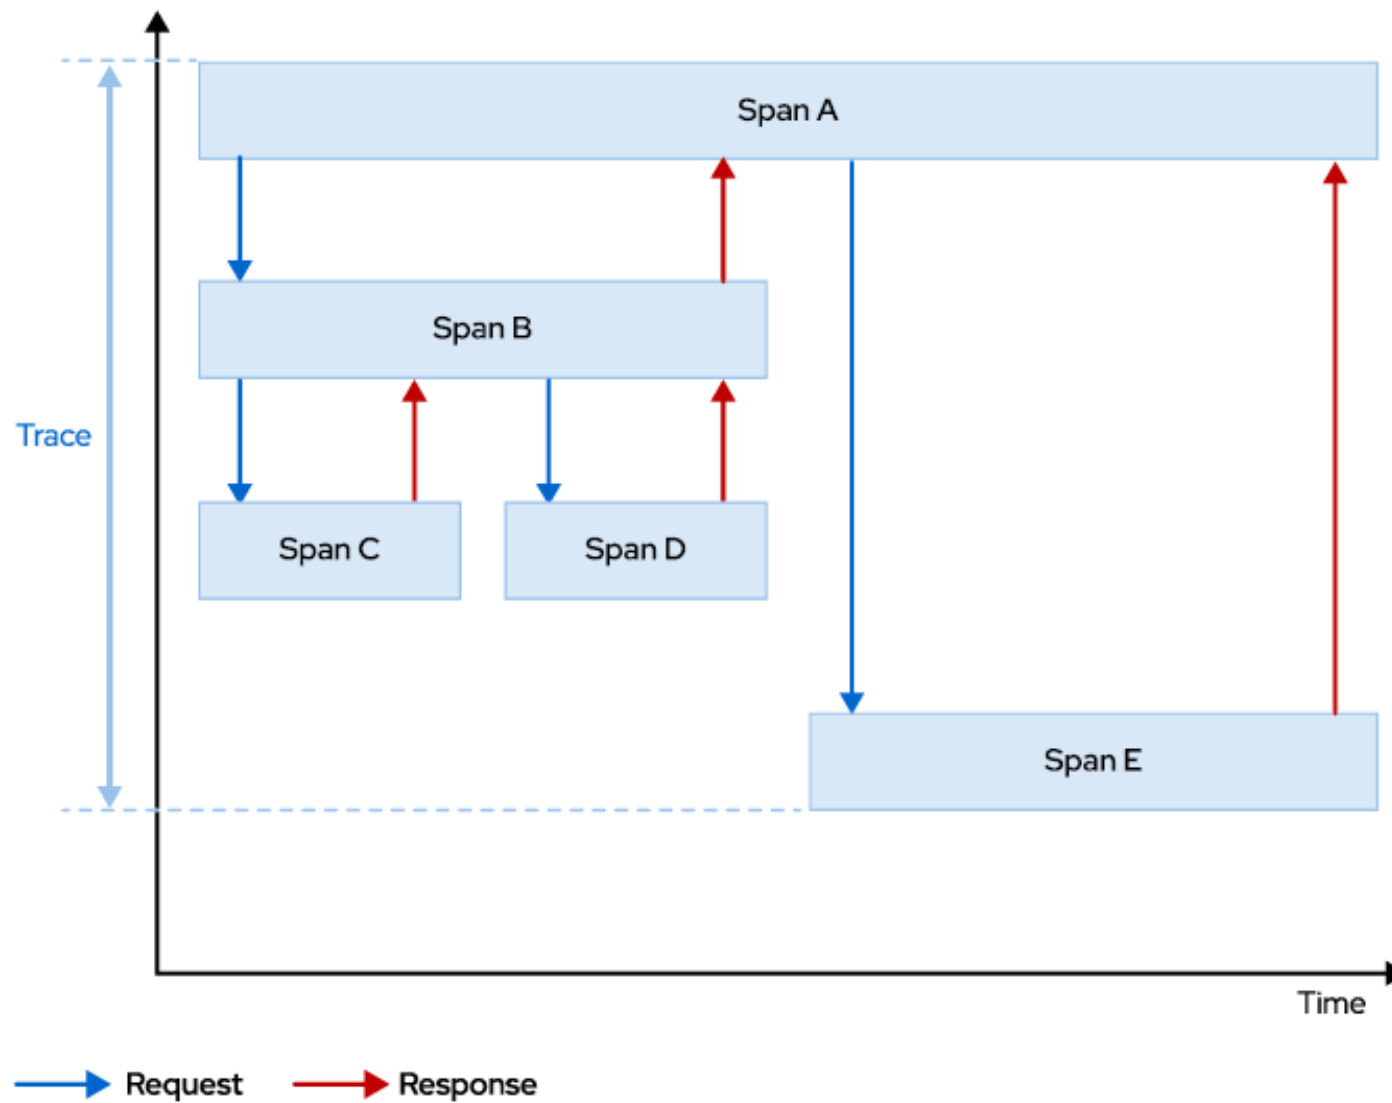 Span A
Span B
Trace
Span C
Span D
Span E
Time
Request
Response